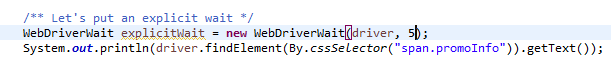 /** Let's put an explicit wait */
WebDriverWait explicitWait = new WebDriverWait(driver, 5);
System.out.println(driver.findElement(By.cssSelector("span.promoInfo")).getText());